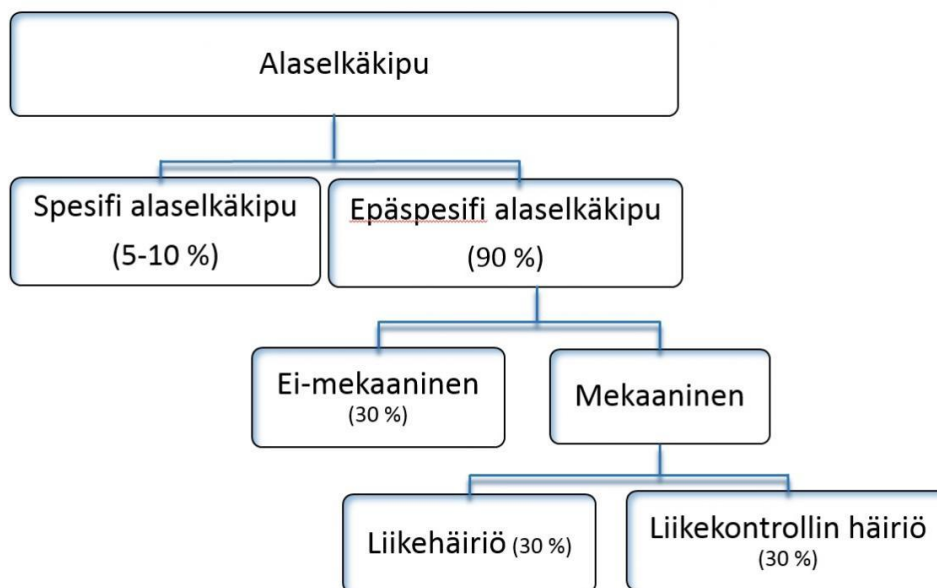 Alaselkäkipu
Spesifi alaselkäkipu
(5-10 %)
Epäspesifi alaselkäkipu
(90 %)
Ei-mekaaninen
(30 %)
Mekaaninen
Liikehäiriö (30 %)
Liikekontrollin häiriö
(30 %)